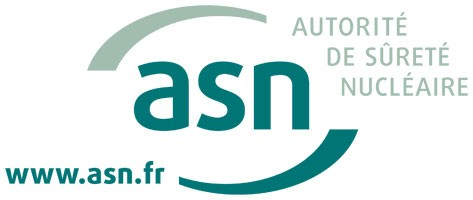 AUTORITÉ
DE SÛRETÉ
NUCLÉAIRE
asn
www.asn.fr